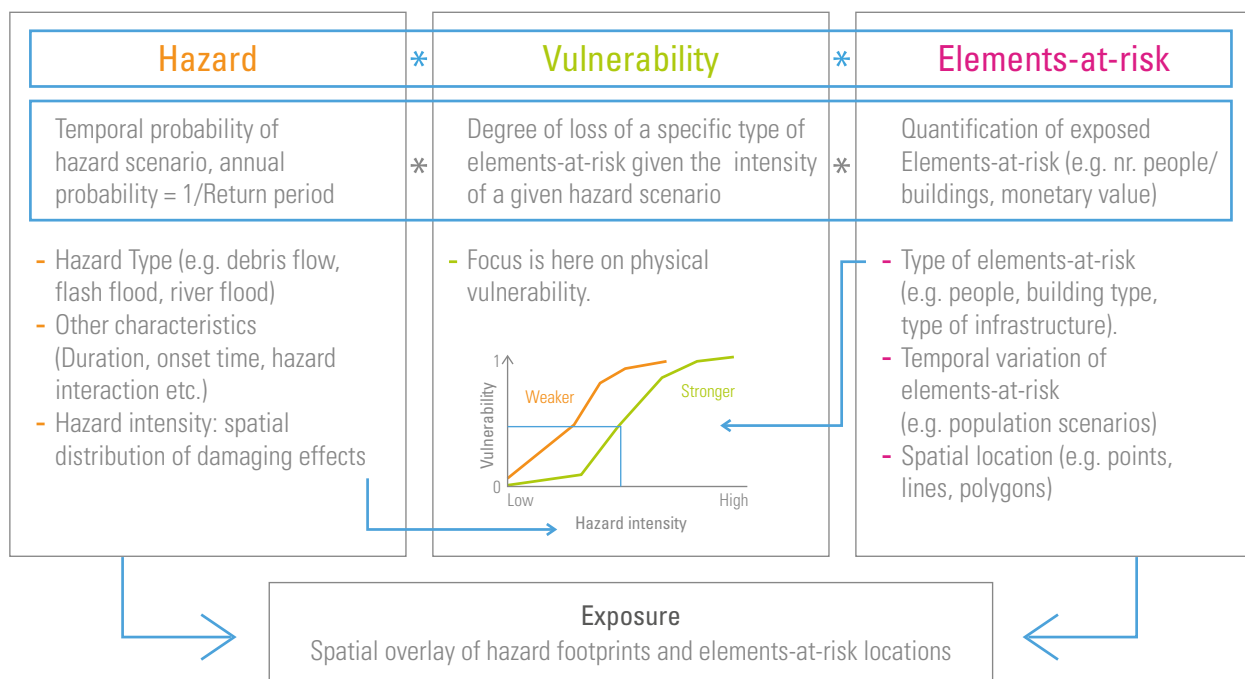 Hazard * Vulnerability * Elements-at-risk
Temporal probability of
hazard scenario, annual
probability = 1/Return period
*
Degree of loss of a specific type of
elements-at-risk given the intensity
of a given hazard scenario
*
Quantification of exposed
Elements-at-risk (e.g. nr. people/
buildings, monetary value)
- Hazard Type (e.g. debris flow,
flash flood, river flood)
- Other characteristics
(Duration, onset time, hazard
interaction etc.)
- Hazard intensity: spatial
distribution of damaging effects
- Focus is here on physical
vulnerability.
1
Weaker
Stronger
Vulnerability
0
Low
High
Hazard intensity
- Type of elements-at-risk
(e.g. people, building type,
type of infrastructure).
- Temporal variation of
elements-at-risk
(e.g. population scenarios)
- Spatial location (e.g. points,
lines, polygons)
Exposure
Spatial overlay of hazard footprints and elements-at-risk locations